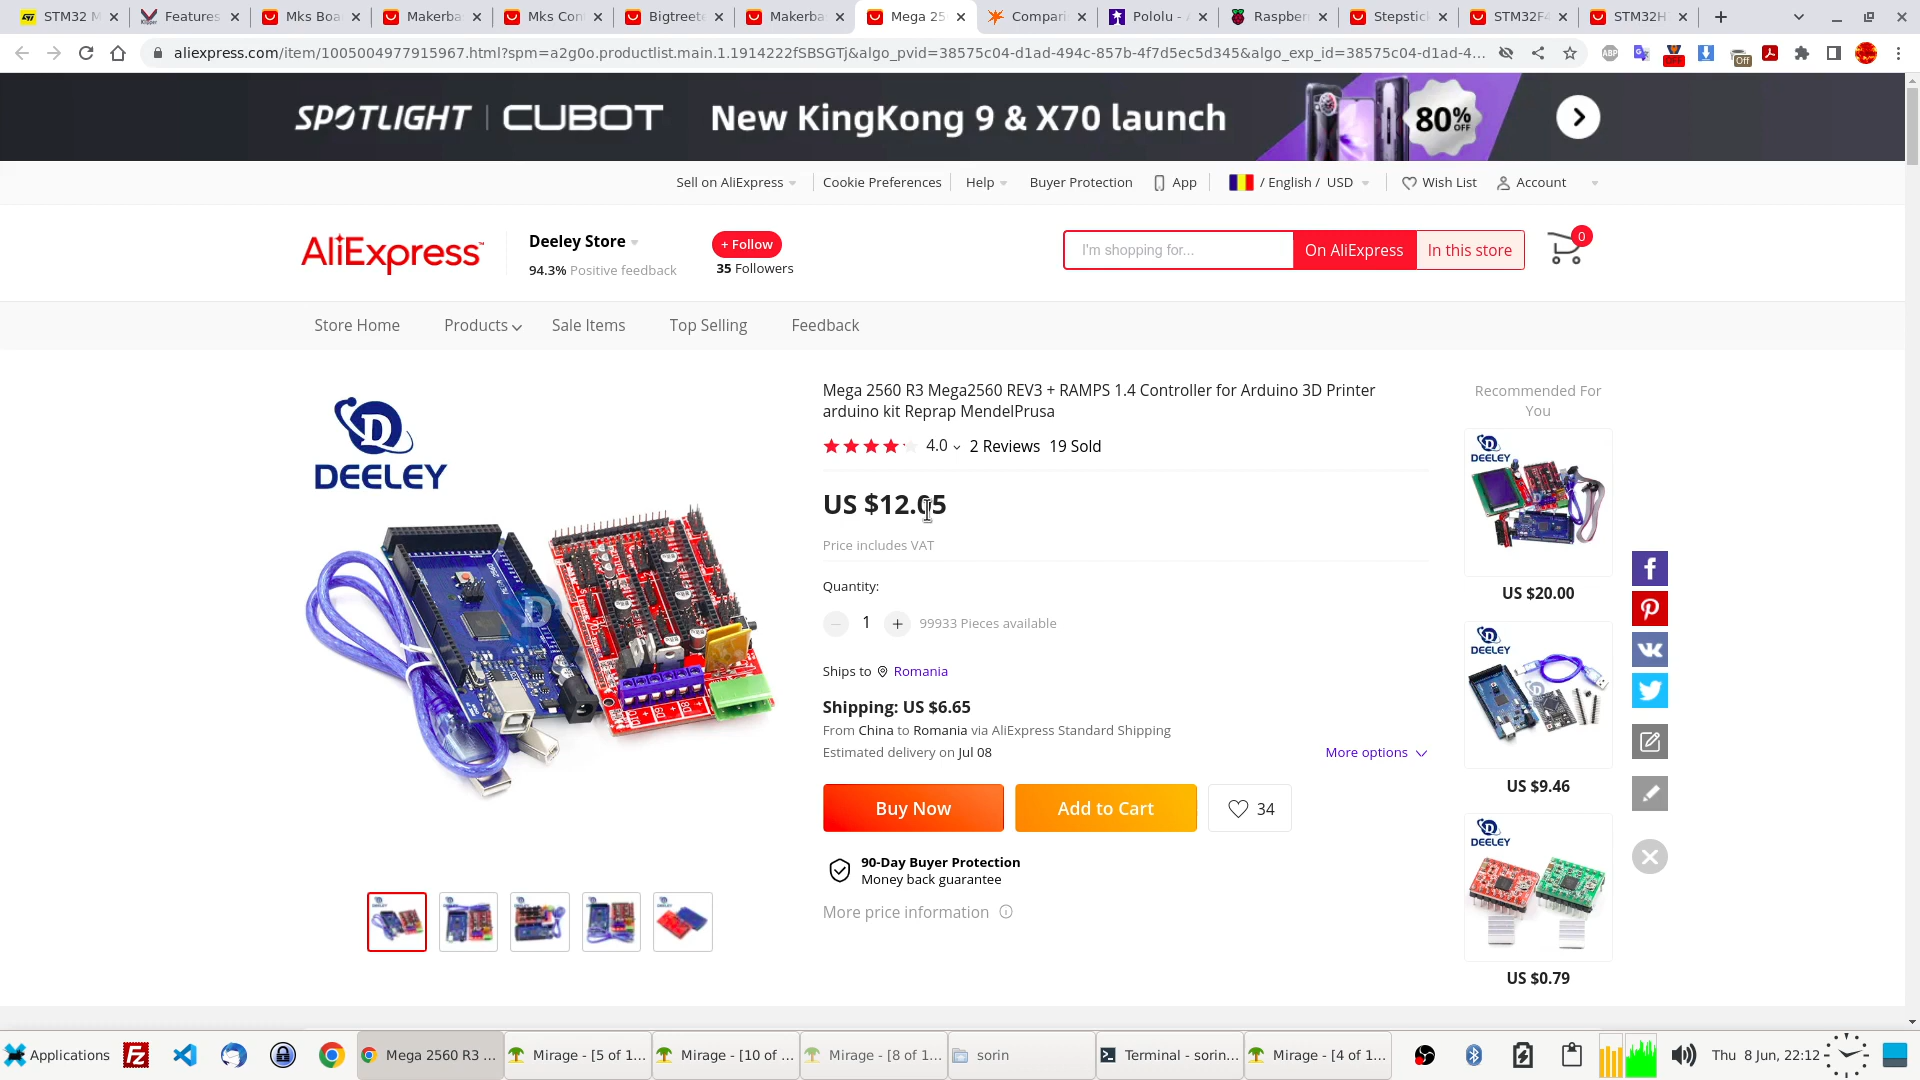 STM32 M
Features
Mks Boa
Makerba
Mks Con
Bigtreete
Makerba
Mega 25
Compari
Pololu -
Raspber
Stepstick
STM32F4
STM32H
aliexpress.com/item/1005004977915967.html?spm=a2g0o.productlist.main.1.1914222fSBSGTj&algo_pvid=38575c04-d1ad-494c-857b-4f7d5ec5d345&algo_exp_id=38575c04-d1ad-4...
SPOTLIGHT | CUBOT New KingKong 9 & X70 launch 80% OFF
Sell on AliExpress Cookie Preferences Help Buyer Protection App / English / USD Wish List Account
AliExpress
Deeley Store
94.3% Positive feedback
+ Follow
35 Followers
I'm shopping for... On AliExpress In this store
0
Store Home Products Sale Items Top Selling Feedback
DEELEY
Mega 2560 R3 Mega2560 REV3 + RAMPS 1.4 Controller for Arduino 3D Printer
arduino kit Reprap MendelPrusa
4.0 2 Reviews 19 Sold
US $12.05
Price includes VAT
Quantity:
1 + 99933 Pieces available
Ships to Romania
Shipping: US $6.65
From China to Romania via AliExpress Standard Shipping
Estimated delivery on Jul 08 More options
Buy Now Add to Cart 34
90-Day Buyer Protection
Money back guarantee
More price information
Recommended For
You
DEELEY
US $20.00
DEELEY
US $9.46
DEELEY
US $0.79
Applications
Mega 2560 R3 ...
Mirage - [5 of 1...
Mirage - [10 of ...
Mirage - [8 of 1...
sorin
Terminal - sorin...
Mirage - [4 of 1...
Thu 8 Jun, 22:12